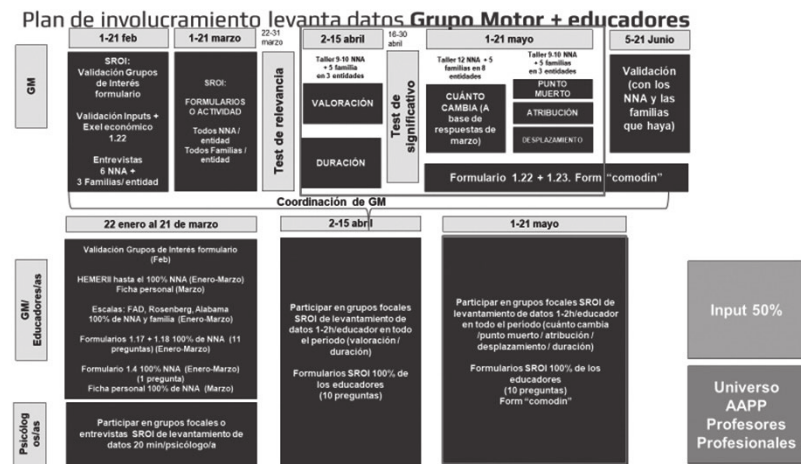 Plan de involucramiento levanta datos Grupo Motor + educadores
1-21 feb
1-21 marzo
22-31
marzo
2-15 abril
16-30
abril
1-21 mayo
5-21 Junio
GM
SROI:
Validación Grupos
de Interés
formulario
Validación Inputs +
Exel económico
1.22
Entrevistas
6 NNA +
3 Familias/ entidad
SROI:
FORMULARIOS
O ACTIVIDAD
Todos NNA /
entidad
Todos Familias /
entidad
Test de relevancia
Taller 9-10 NNA
+ 5 familia
en 3 entidades
VALORACIÓN
DURACIÓN
Test de
significativo
Taller 12 NNA + 5
familias en 8
entidades
CUÁNTO
CAMBIA (A
base de
respuestas de
marzo)
Taller 9-10 NNA
+ 5 familias
en 3 entidades
PUNTO
MUERTO
ATRIBUCIÓN
DESPLAZAMIENTO
Validación
(con los
NNA y las
familias
que haya)
Formulario 1.22 + 1.23. Form “comodín”
Coordinación de GM
22 enero al 21 de marzo
2-15 abril
1-21 mayo
GM/
Educadores/as
Validación Grupos de Interés formulario
(Feb)
HEMERII hasta el 100% NNA (Enero-Marzo)
Ficha personal (Marzo)
Escalas: FAD, Rosenberg, Alabama
100% de NNA y familia (Enero-Marzo)
Formularios 1.17 + 1.18 100% de NNA (11
preguntas) (Enero-Marzo)
Formulario 1.4 100% NNA (Enero-Marzo)
(1 pregunta)
Ficha personal 100% de NNA (Marzo)
Participar en grupos focales
SROI de levantamiento de
datos 1-2h/educador en todo
el periodo (valoración /
duración)
Formularios SROI 100% de
los educadores
(10 preguntas)
Participar en grupos focales SROI de
levantamiento de datos 1-2h/educador
en todo el periodo (cuánto cambia
/punto muerto / atribución /
desplazamiento / duración)
Formularios SROI 100% de los
educadores
(10 preguntas)
Form “comodín”
Input 50%
Universo
AAPP
Profesores
Profesionales
Psicólog
os/as
Participar en grupos focales o
entrevistas SROI de levantamiento de
datos 20 min/psicólogo/a